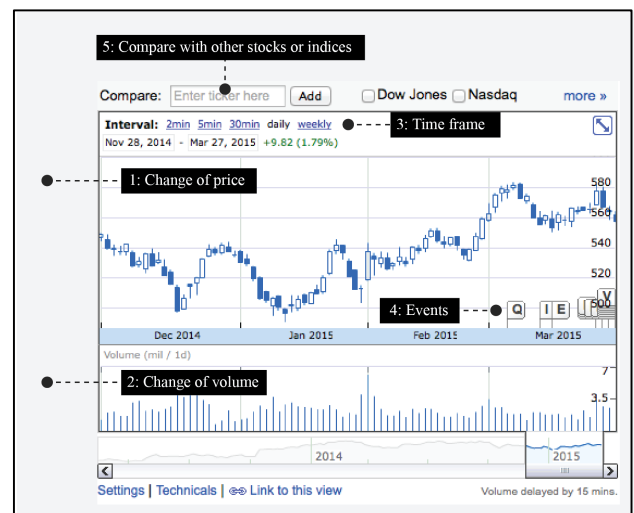 5: Compare with other stocks or indices
Compare: Enter ticker here Add Dow Jones Nasdaq more »
Interval: 2min 5min 30min daily weekly
3: Time frame
Nov 28, 2014 - Mar 27, 2015 +9.82 (1.79%)
1: Change of price
580
560
540
520
500
4: Events
Q I E V
Dec 2014 Jan 2015 Feb 2015 Mar 2015
Volume (mil / 1d)
7
2: Change of volume
3.5
2014 2015
Settings | Technicals | Link to this view
Volume delayed by 15 mins.